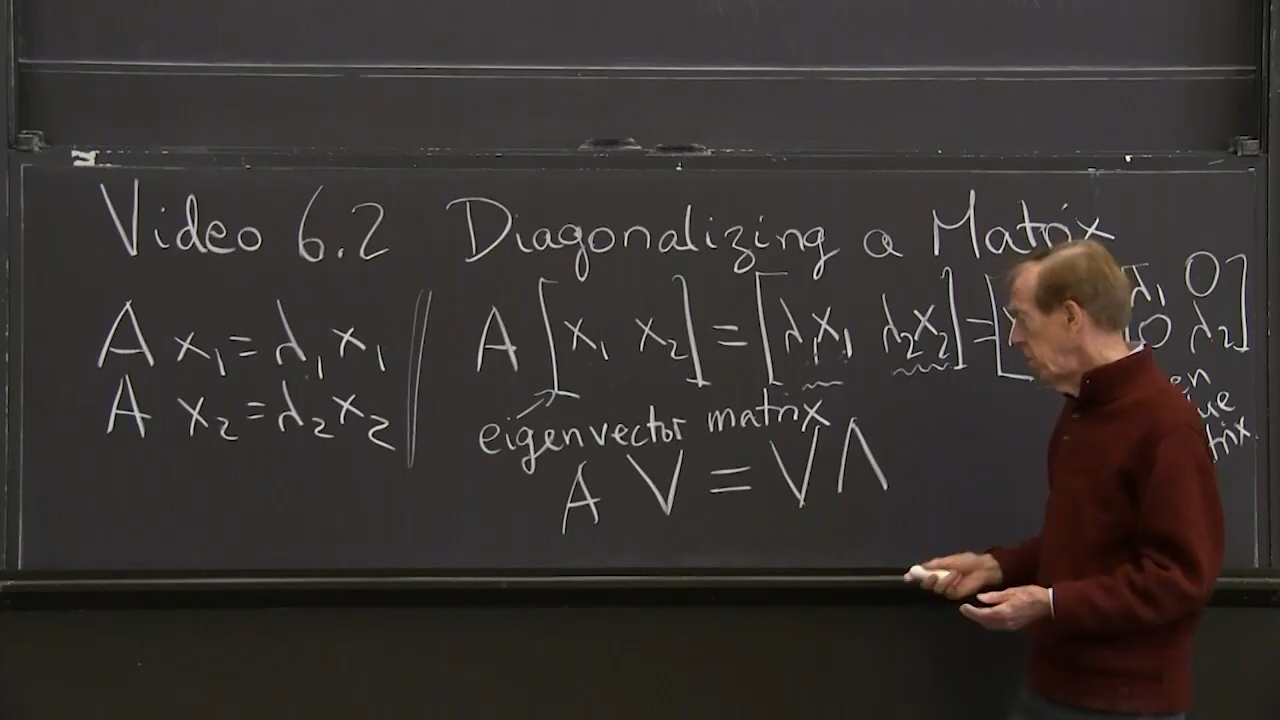 Video 6.2 Diagonalizing a Matrix
A x₁ = λ₁ x₁
A x₂ = λ₂ x₂
A [x₁ x₂] = [λ₁x₁ λ₂x₂] = [
λ₁ 0
0 λ₂]
eigenvector matrix
A V = V Λ